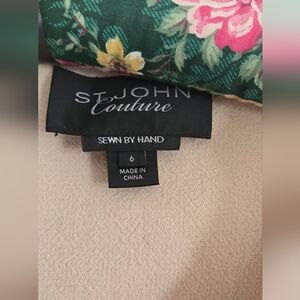 ST. JOHN
Couture
SEWN BY HAND
6
MADE IN
CHINA